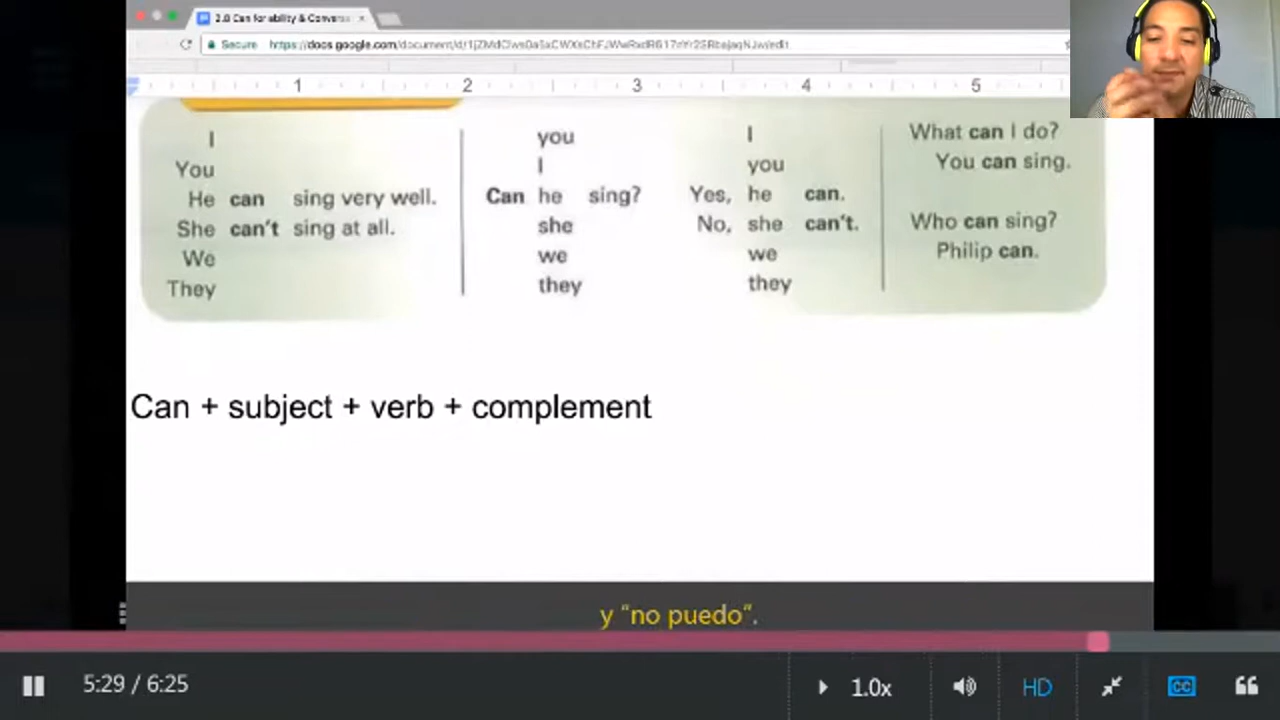 2.8 Can for ability & Convers
Secure https://docs.google.com/document/d/
1 2 3 4 5
I
You
He can sing very well.
She can't sing at all.
We
They
you
I
Can he sing?
she
we
they
I
you
Yes, he can.
No, she can't.
we
they
What can I do?
You can sing.
Who can sing?
Philip can.
Can + subject + verb + complement
y “no puedo“.
5:29 / 6:25
1.0x
HD
CC